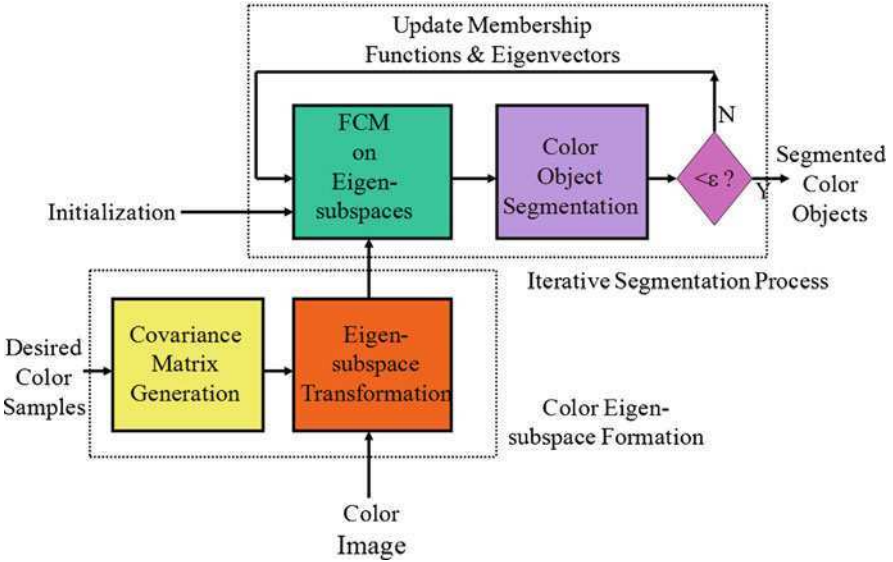 Update Membership
Functions & Eigenvectors
FCM
on
Eigen-
subspaces
Color
Object
Segmentation
<ε ?
N
Y
Segmented
Color
Objects
Initialization
Iterative Segmentation Process
Desired
Color
Samples
Covariance
Matrix
Generation
Eigen-
subspace
Transformation
Color Eigen-
subspace Formation
Color
Image